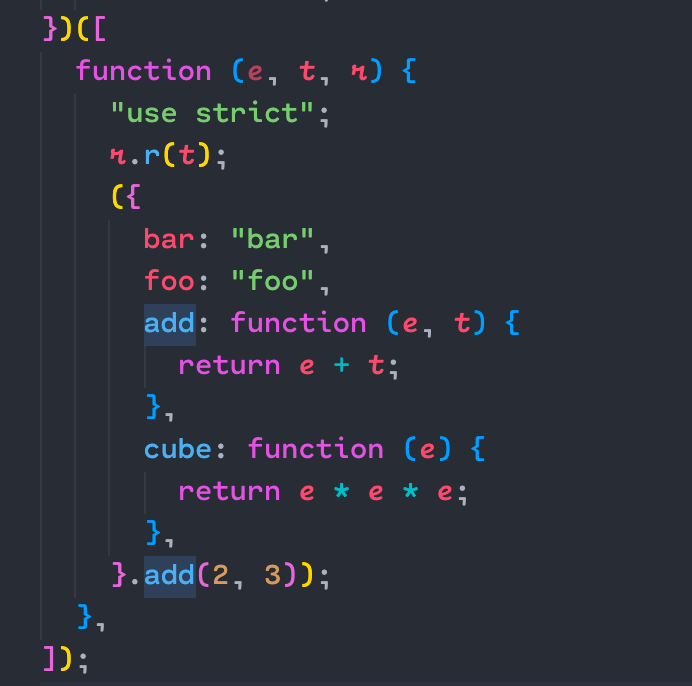 })([
function (e, t, r) {
"use strict";
r.r(t);
({
bar: "bar",
foo: "foo",
add: function (e, t) {
return e + t;
},
cube: function (e) {
return e * e * e;
},
}.add(2, 3));
},
]);